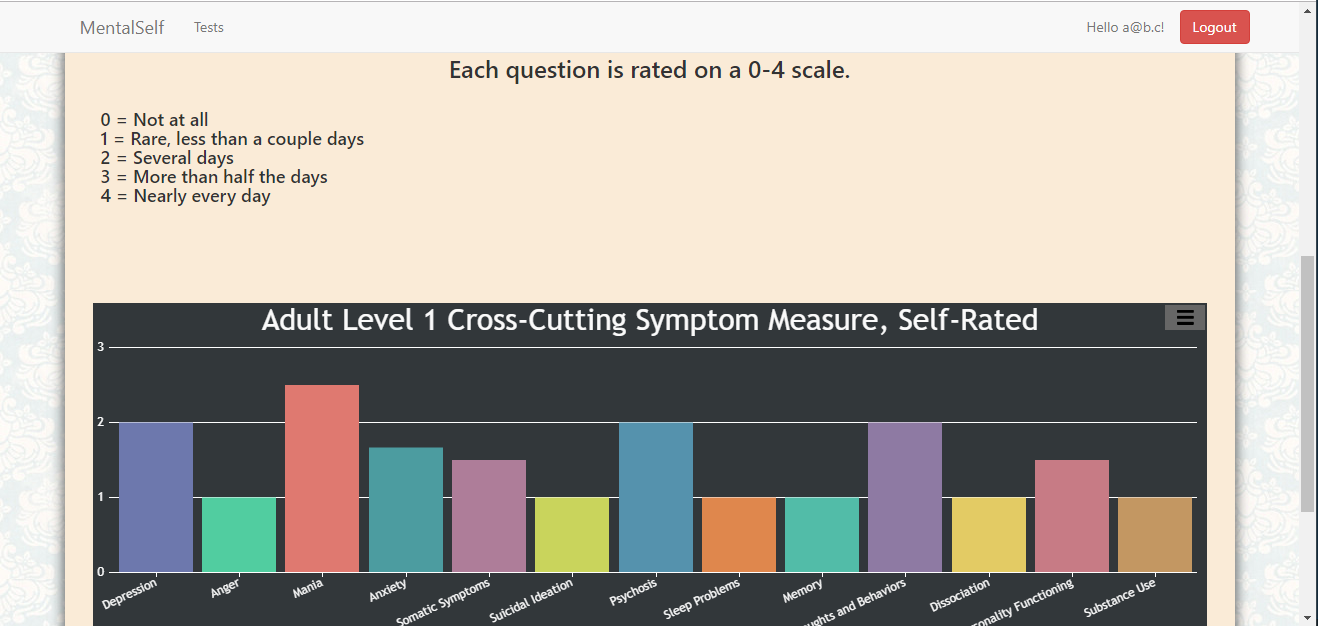 MentalSelf Tests Hello a@b.c! Logout
Each question is rated on a 0-4 scale.
0 = Not at all
1 = Rare, less than a couple days
2 = Several days
3 = More than half the days
4 = Nearly every day
Adult Level 1 Cross-Cutting Symptom Measure, Self-Rated
3
2
1
0
Depression
Anger
Mania
Anxiety
Somatic Symptoms
Suicidal Ideation
Psychosis
Sleep Problems
Memory
and Behaviors
Dissociation
Functioning
Substance Use